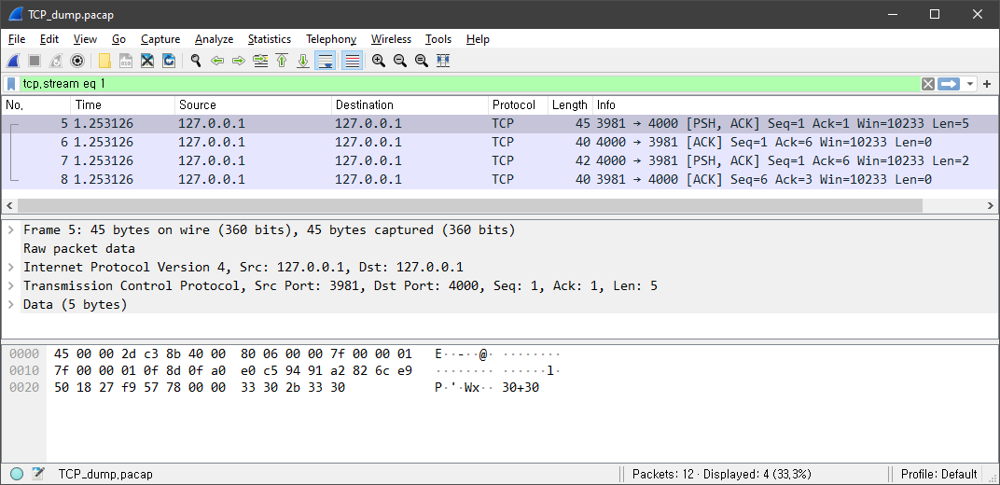 TCP_dump.pacap
File Edit View Go Capture Analyze Statistics Telephony Wireless Tools Help
tcp.stream eq 1
No. Time Source Destination Protocol Length Info
5 1.253126 127.0.0.1 127.0.0.1 TCP 45 3981 → 4000 [PSH, ACK] Seq=1 Ack=1 Win=10233 Len=5
6 1.253126 127.0.0.1 127.0.0.1 TCP 40 4000 → 3981 [ACK] Seq=1 Ack=6 Win=10233 Len=0
7 1.253126 127.0.0.1 127.0.0.1 TCP 42 4000 → 3981 [PSH, ACK] Seq=1 Ack=6 Win=10233 Len=2
8 1.253126 127.0.0.1 127.0.0.1 TCP 40 3981 → 4000 [ACK] Seq=6 Ack=3 Win=10233 Len=0
Frame 5: 45 bytes on wire (360 bits), 45 bytes captured (360 bits)
Raw packet data
Internet Protocol Version 4, Src: 127.0.0.1, Dst: 127.0.0.1
Transmission Control Protocol, Src Port: 3981, Dst Port: 4000, Seq: 1, Ack: 1, Len: 5
Data (5 bytes)
0000 45 00 00 2d c3 8b 40 00 80 06 00 00 7f 00 00 01 E··-··@· ········
0010 7f 00 00 01 0f 8d 0f a0 e0 c5 94 91 a2 82 6c e9 ········ ······l·
0020 50 18 27 f9 57 78 00 00 33 30 2b 33 30 P·'·Wx·· 30+30
TCP_dump.pacap Packets: 12 · Displayed: 4 (33.3%) Profile: Default